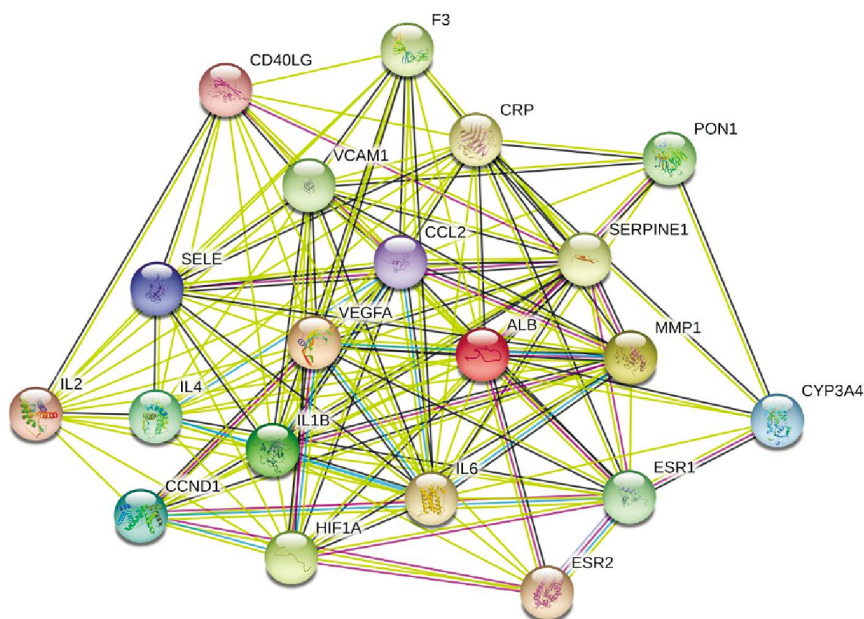 F3
CD40LG
CRP
PON1
VCAM1
SERPINE1
CCL2
SELE
VEGFA
ALB
MMP1
IL2
IL4
CYP3A4
IL1B
IL6
ESR1
CCND1
HIF1A
ESR2